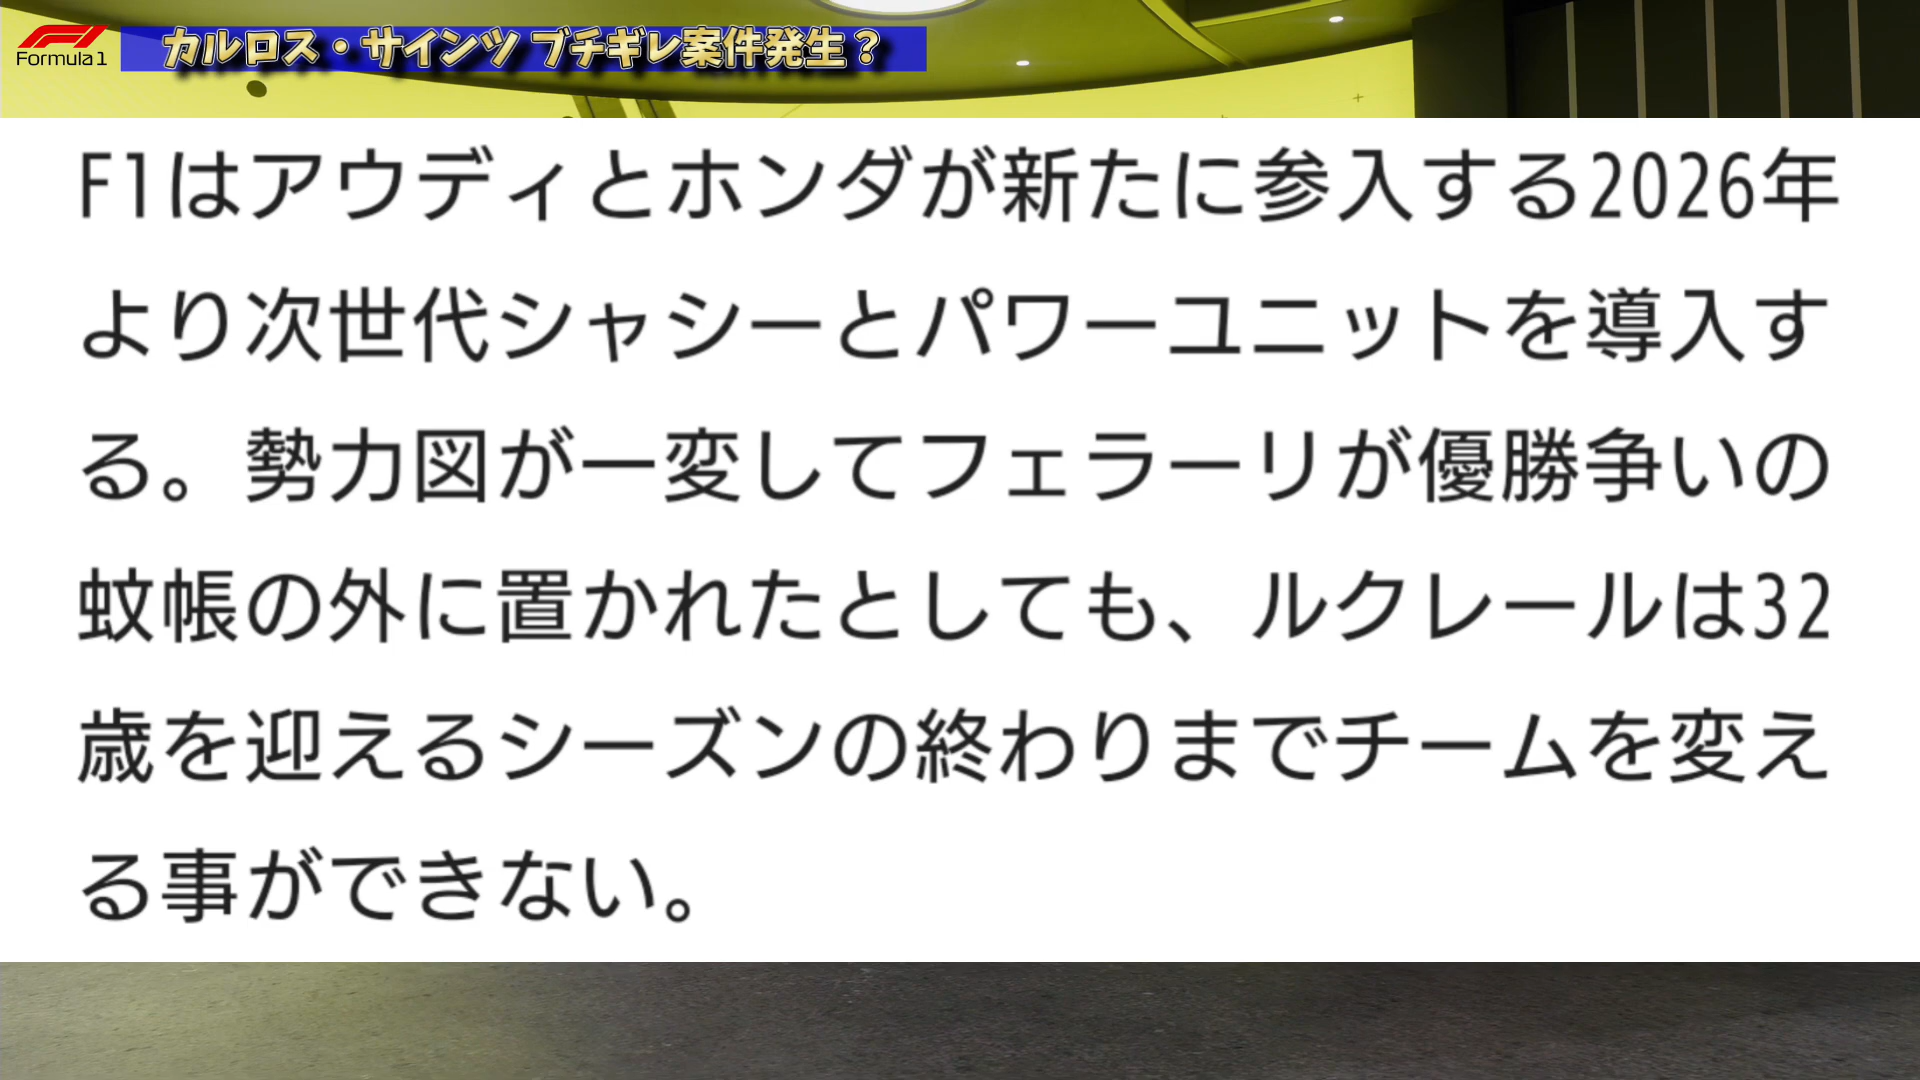 Formula 1
カルロス・サインツ ブチギレ案件発生？
F1はアウディとホンダが新たに参入する2026年
より次世代シャシーとパワーユニットを導入す
る。勢力図が一変してフェラーリが優勝争いの
蚊帳の外に置かれたとしても、ルクレールは32
歳を迎えるシーズンの終わりまでチームを変え
る事ができない。